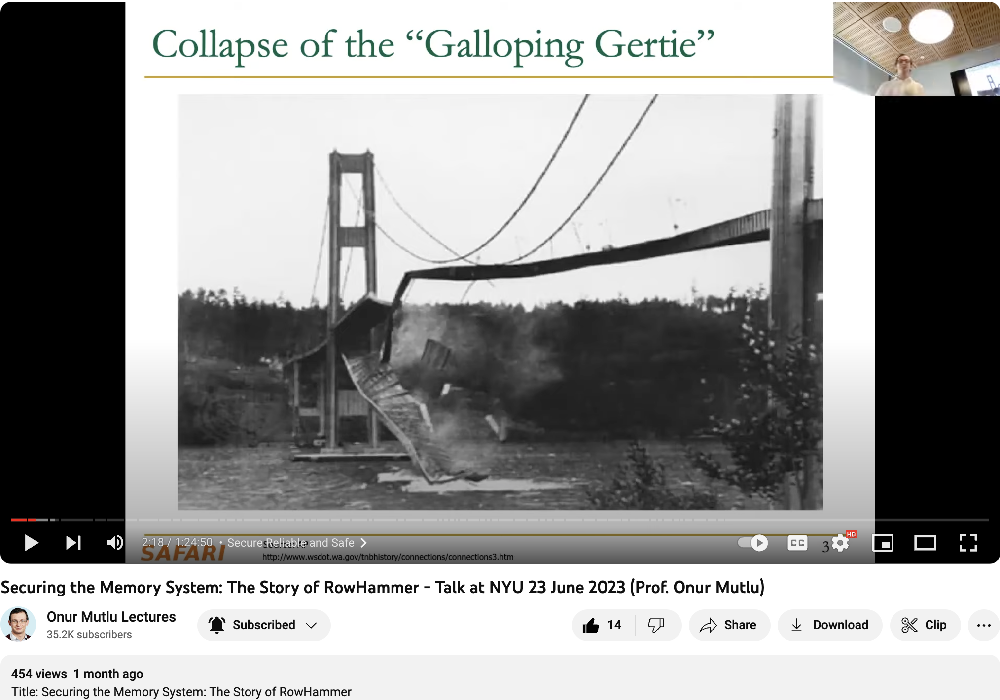 Collapse of the “Galloping Gertie”
2:18 / 1:24:50 • Secure Reliable and Safe
HD
CC
3
SAFARI
Source: AP
http://www.wsdot.wa.gov/tnbhistory/connections/connections3.htm
Securing the Memory System: The Story of RowHammer - Talk at NYU 23 June 2023 (Prof. Onur Mutlu)
Onur Mutlu Lectures
35.2K subscribers
Subscribed
14
Share
Download
Clip
454 views 1 month ago
Title: Securing the Memory System: The Story of RowHammer